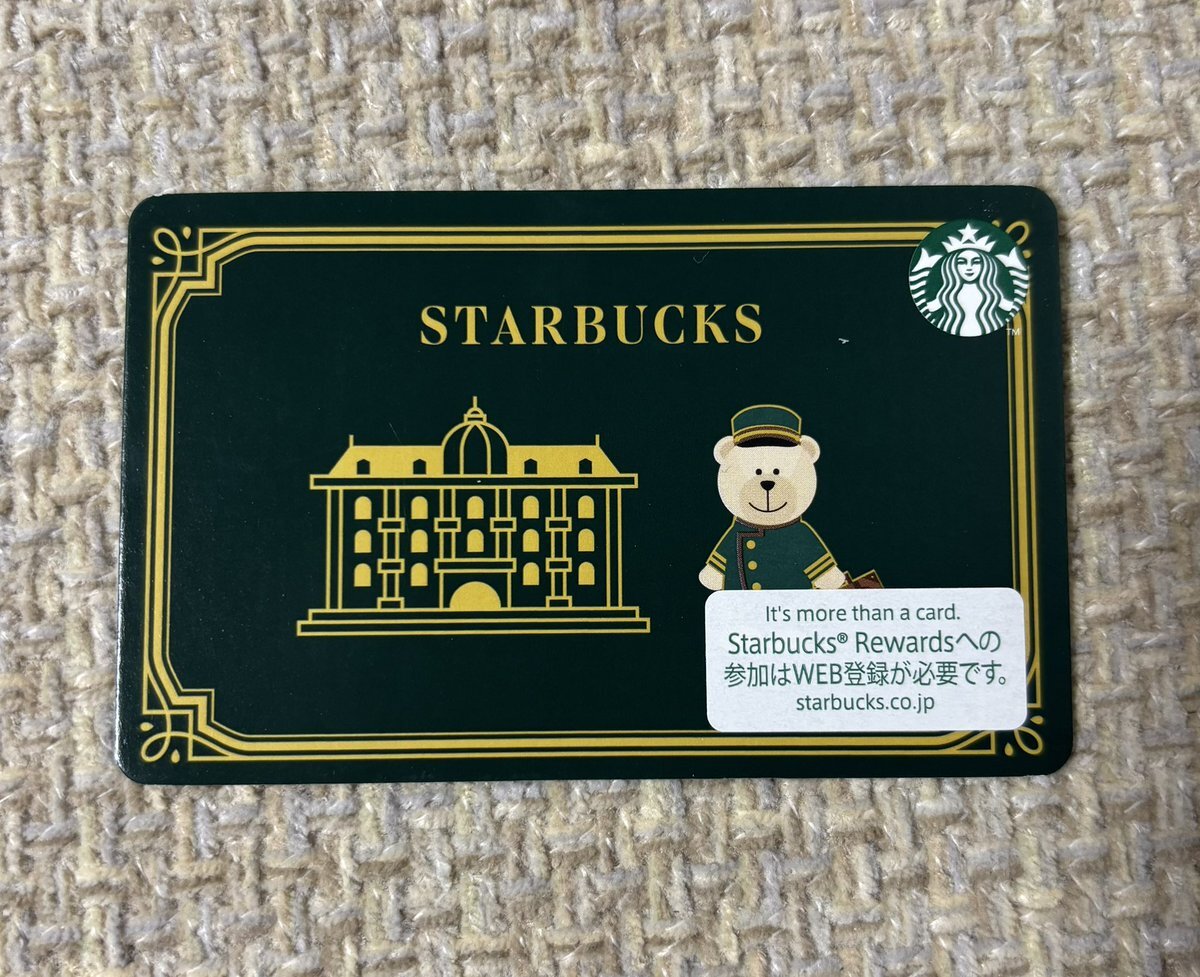 STARBUCKS
TM
It's more than a card.
Starbucks® Rewardsへの
参加はWEB登録が必要です。
starbucks.co.jp